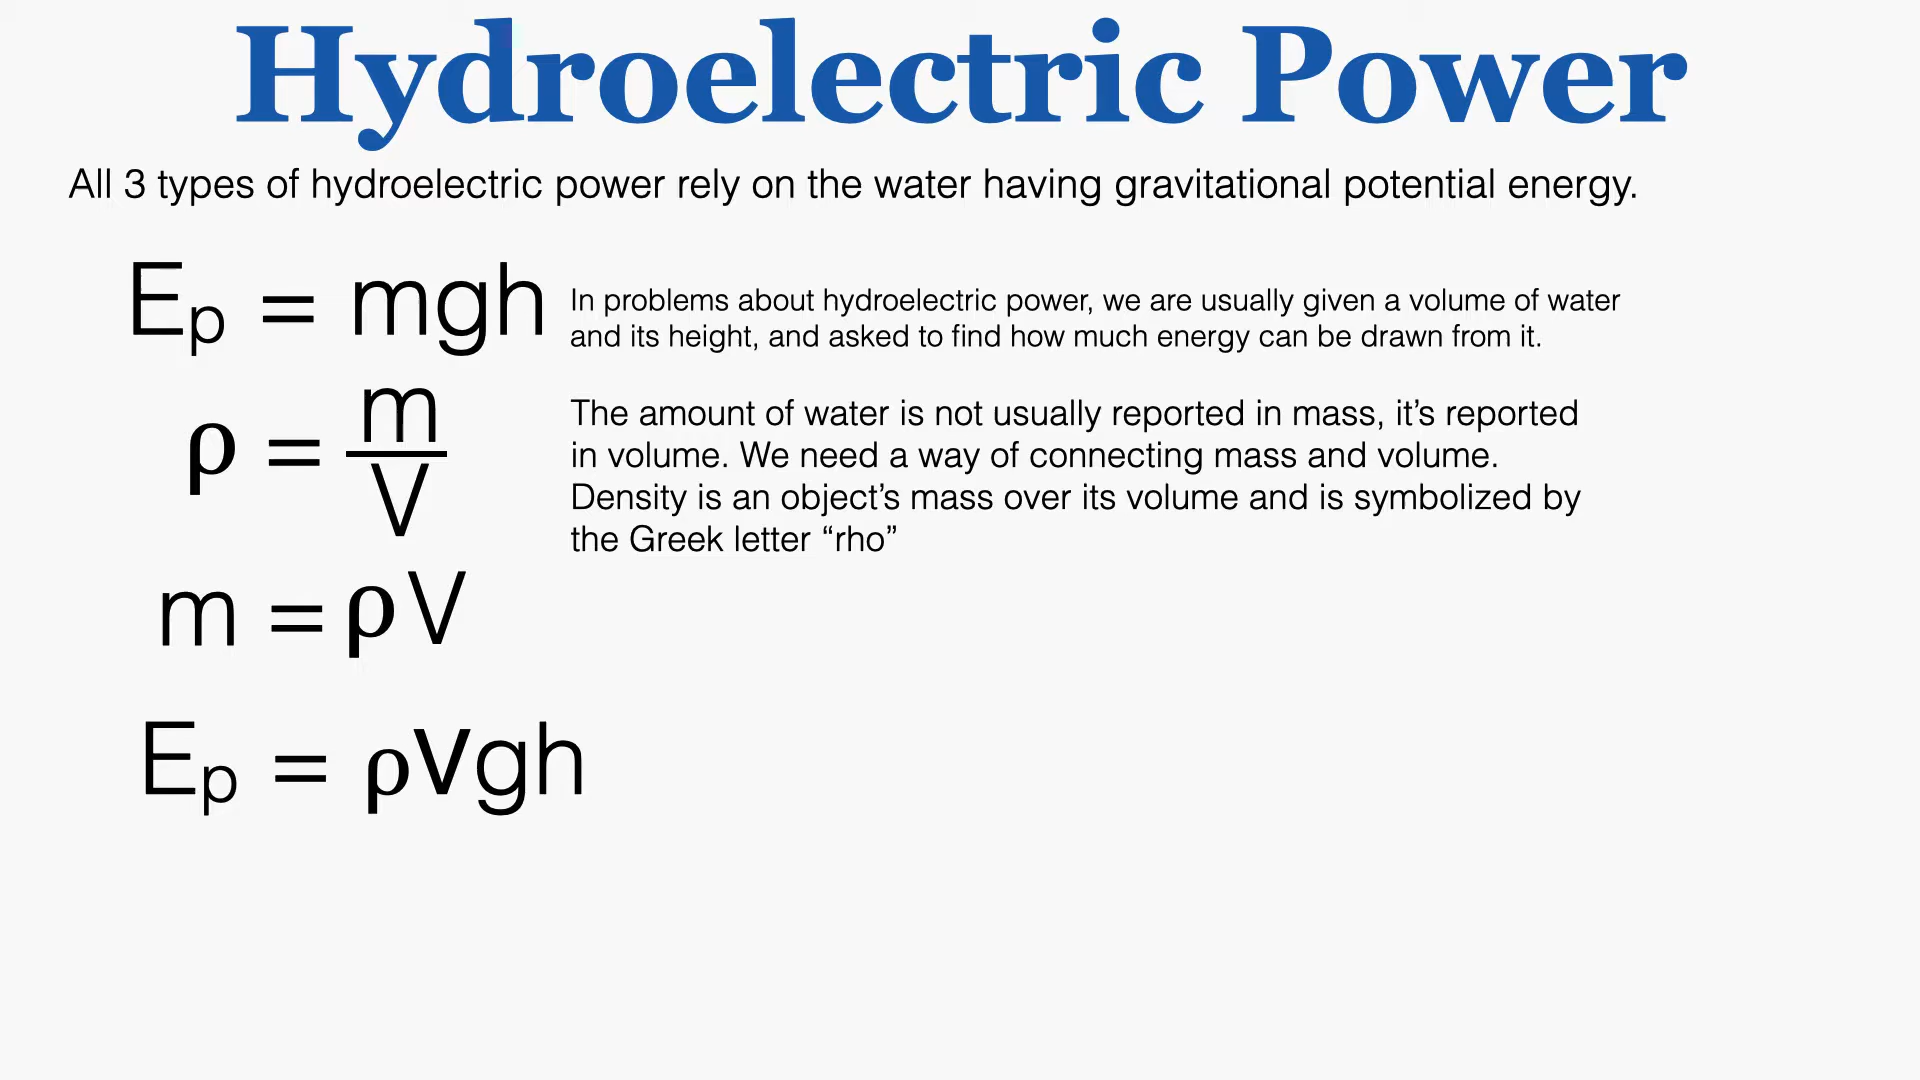 Hydroelectric Power
All 3 types of hydroelectric power rely on the water having gravitational potential energy.
Eₚ = mgh
In problems about hydroelectric power, we are usually given a volume of water
and its height, and asked to find how much energy can be drawn from it.
ρ = m/V
The amount of water is not usually reported in mass, it’s reported
in volume. We need a way of connecting mass and volume.
Density is an object’s mass over its volume and is symbolized by
the Greek letter “rho”
m = ρV
Eₚ = ρVgh